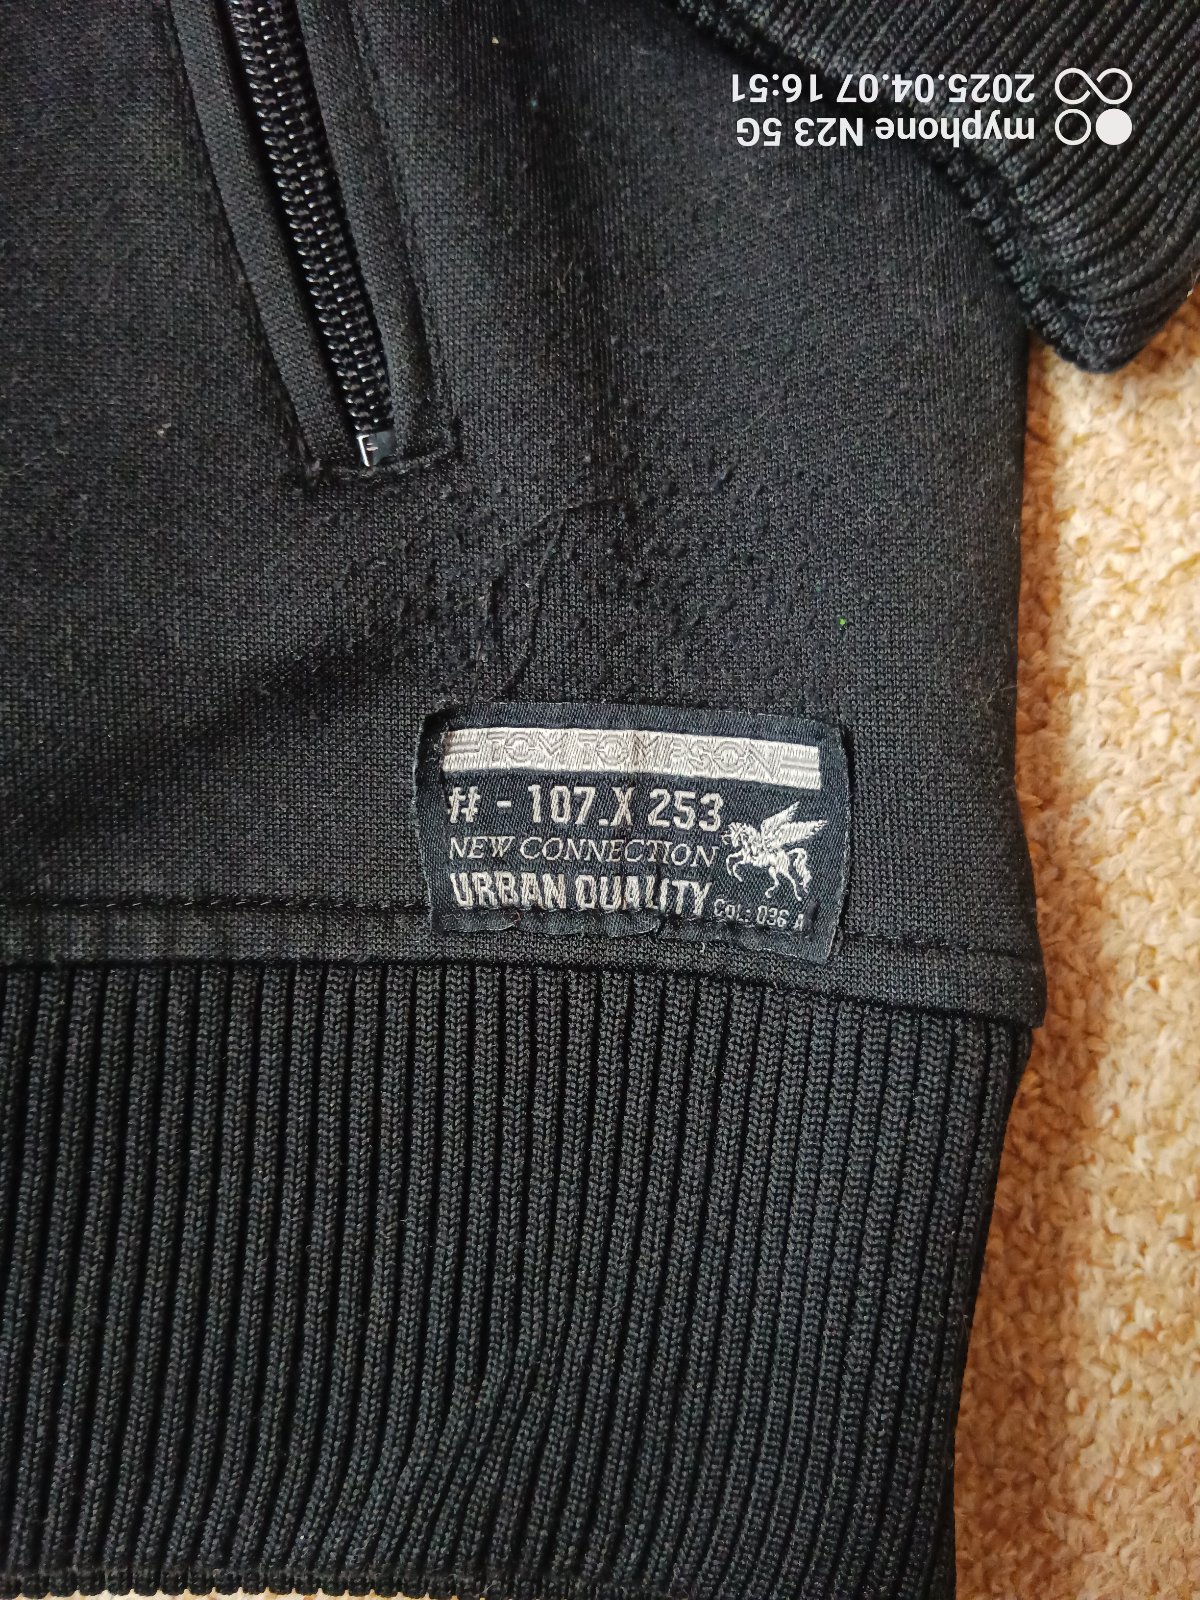 myphone N23 5G
2025.04.07 16:51
TOM TOMPSON
# - 107.X 253
NEW CONNECTION
URBAN QUALITY
COL: 036 A